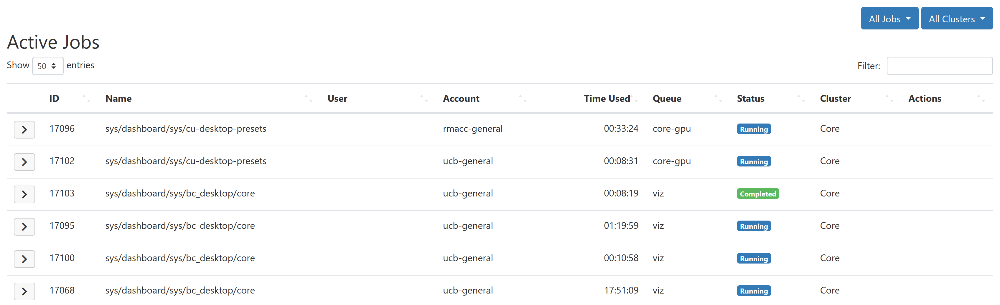 All Jobs All Clusters
Active Jobs
Show 50 entries Filter:
ID Name User Account Time Used Queue Status Cluster Actions
17096 sys/dashboard/sys/cu-desktop-presets rmacc-general 00:33:24 core-gpu Running Core
17102 sys/dashboard/sys/cu-desktop-presets ucb-general 00:08:31 core-gpu Running Core
17103 sys/dashboard/sys/bc_desktop/core ucb-general 00:08:19 viz Completed Core
17095 sys/dashboard/sys/bc_desktop/core ucb-general 01:19:59 viz Running Core
17100 sys/dashboard/sys/bc_desktop/core ucb-general 00:10:58 viz Running Core
17068 sys/dashboard/sys/bc_desktop/core ucb-general 17:51:09 viz Running Core